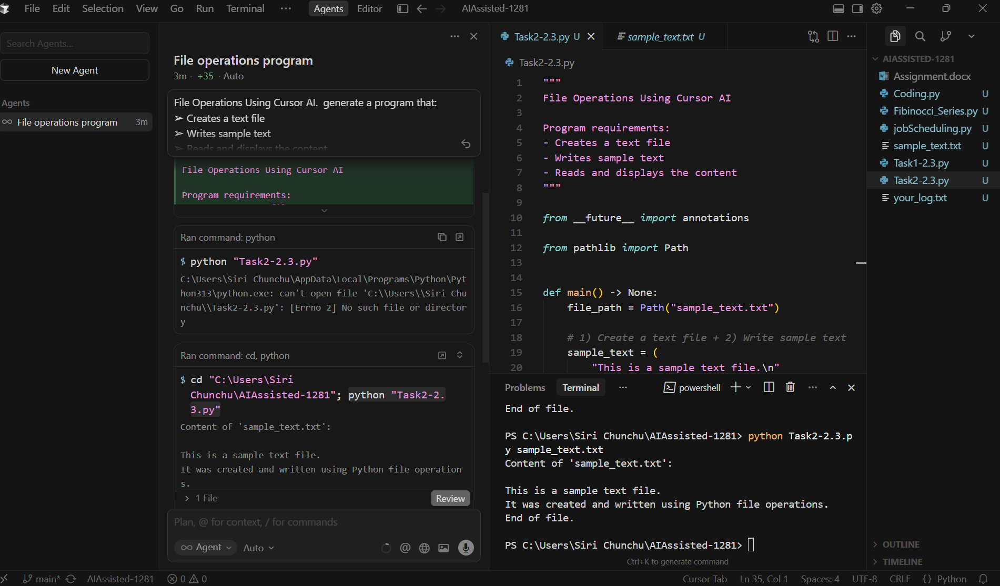 File Edit Selection View Go Run Terminal ··· Agents Editor AIAssisted-1281
Search Agents...
New Agent
Agents
File operations program 3m
File operations program
3m · +35 · Auto
File Operations Using Cursor AI.  generate a program that:
➢ Creates a text file
➢ Writes sample text
➢ Reads and displays the content
File Operations Using Cursor AI
Program requirements:
Ran command: python
$ python "Task2-2.3.py"
C:\Users\Siri Chunchu\AppData\Local\Programs\Python\Pyt
hon313\python.exe: can't open file 'C:\\Users\\Siri Chu
nchu\\Task2-2.3.py': [Errno 2] No such file or director
y
Ran command: cd, python
$ cd "C:\Users\Siri
Chunchu\AIAssisted-1281"; python "Task2-2.
3.py"
Content of 'sample_text.txt':
This is a sample text file.
It was created and written using Python file operation
s.
1 File Review
Plan, @ for context, / for commands
Agent Auto
Task2-2.3.py U sample_text.txt U
Task2-2.3.py
1 """
2 File Operations Using Cursor AI
3
4 Program requirements:
5 - Creates a text file
6 - Writes sample text
7 - Reads and displays the content
8 """
9
10 from __future__ import annotations
11
12 from pathlib import Path
13
14
15 def main() -> None:
16 file_path = Path("sample_text.txt")
17
18 # 1) Create a text file + 2) Write sample text
19 sample_text = (
20 "This is a sample text file.\n"
Problems Terminal ··· powershell
End of file.
PS C:\Users\Siri Chunchu\AIAssisted-1281> python Task2-2.3.p
y sample_text.txt
Content of 'sample_text.txt':
This is a sample text file.
It was created and written using Python file operations.
End of file.
PS C:\Users\Siri Chunchu\AIAssisted-1281>
Ctrl+K to generate command
AIASSISTED-1281
Assignment.docx
Coding.py U
Fibinocci_Series.py U
jobScheduling.py U
sample_text.txt U
Task1-2.3.py U
Task2-2.3.py U
your_log.txt U
OUTLINE
TIMELINE
main* AIAssisted-1281 0 0 Cursor Tab Ln 35, Col 1 Spaces: 4 UTF-8 CRLF {} Python